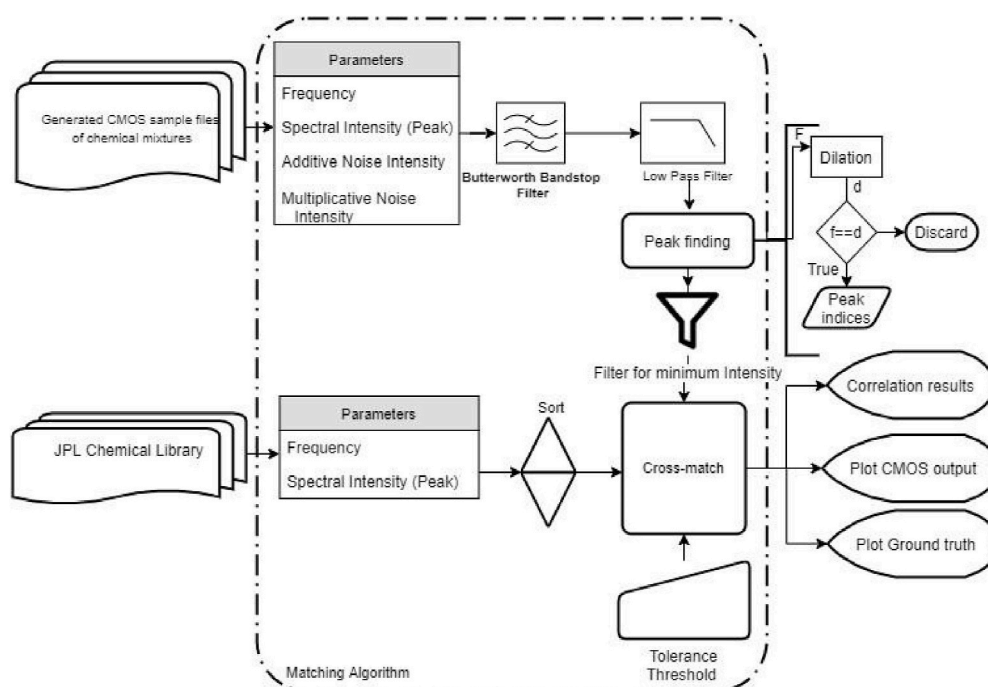 Generated CMOS sample files
of chemical mixtures
Parameters
Frequency
Spectral Intensity (Peak)
Additive Noise Intensity
Multiplicative Noise
Intensity
Butterworth Bandstop
Filter
Low Pass Filter
Peak finding
F
Dilation
d
f==d
Discard
True
Peak
indices
Filter for minimum Intensity
JPL Chemical Library
Parameters
Frequency
Spectral Intensity (Peak)
Sort
Cross-match
Correlation results
Plot CMOS output
Plot Ground truth
Tolerance
Threshold
Matching Algorithm